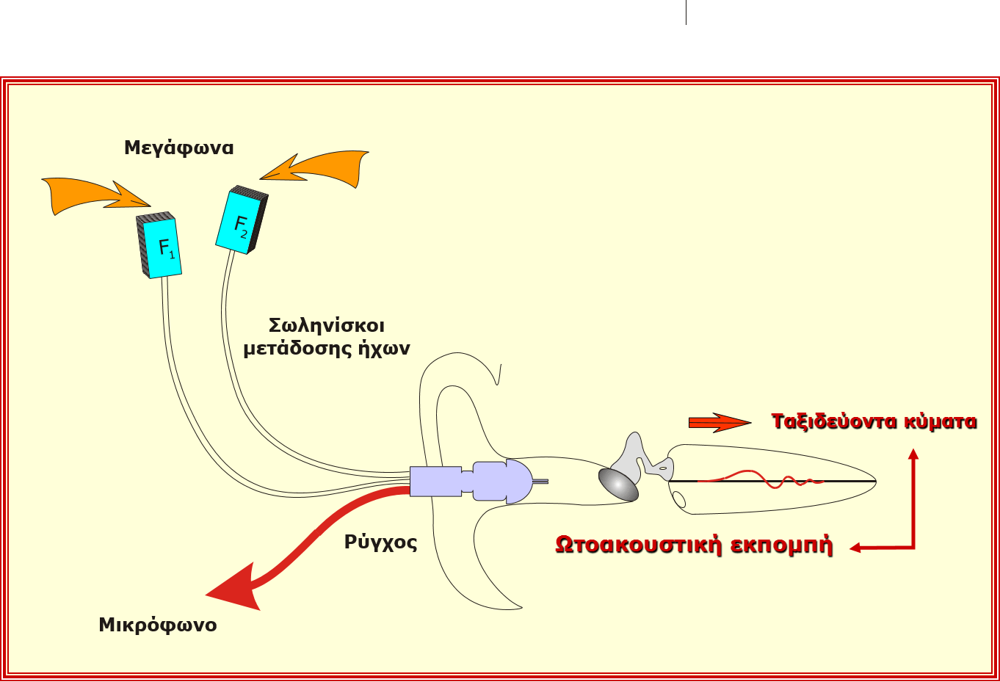 Μεγάφωνα
F1
F2
Σωληνίσκοι
μετάδοσης ήχων
Ταξιδεύοντα κύματα
Ρύγχος
Ωτοακουστική εκπομπή
Μικρόφωνο